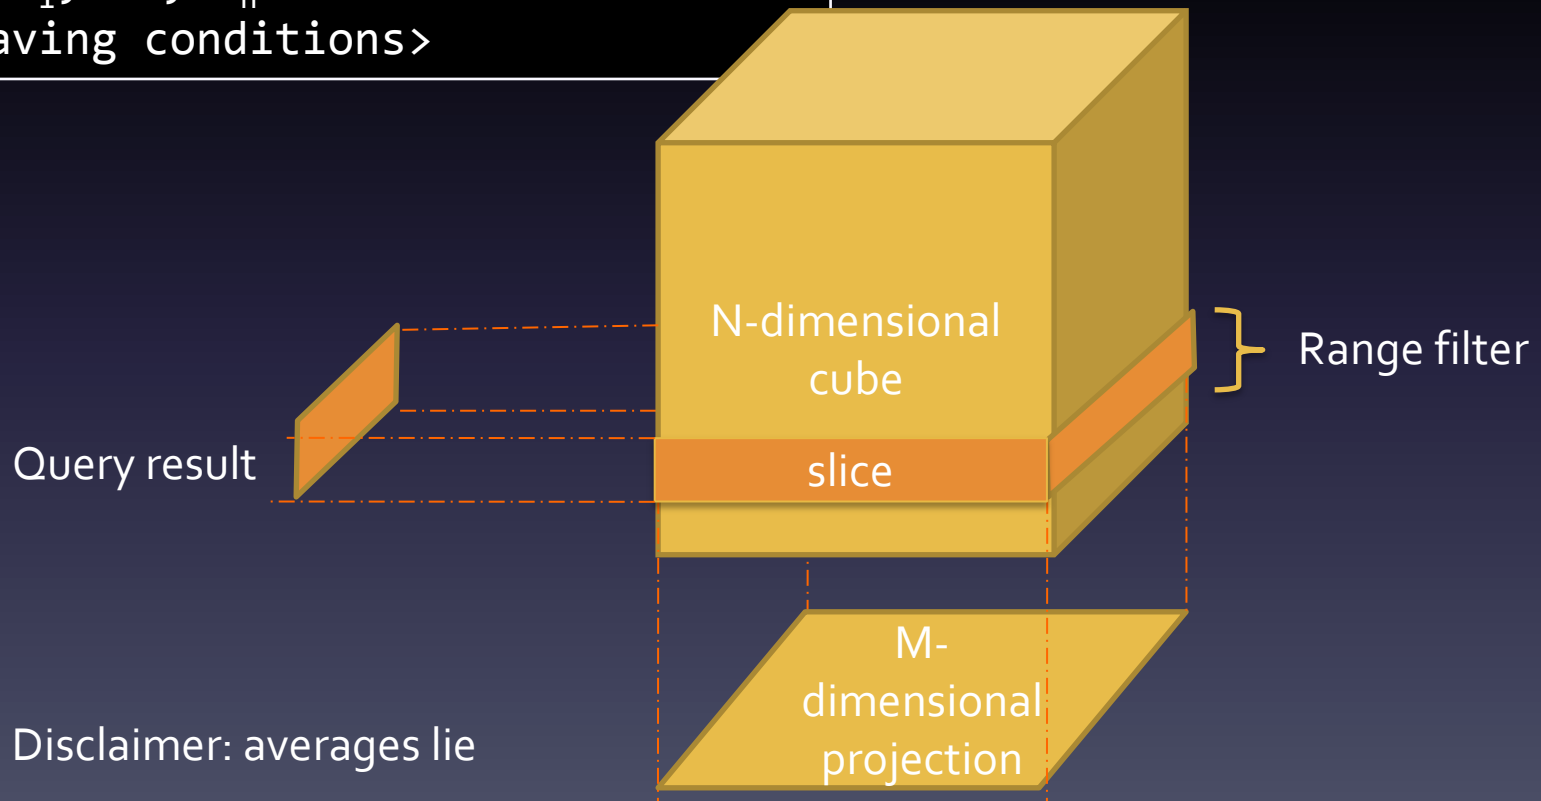 aving conditions>
N-dimensional
cube
Range filter
Query result
slice
M-
dimensional
projection
Disclaimer: averages lie